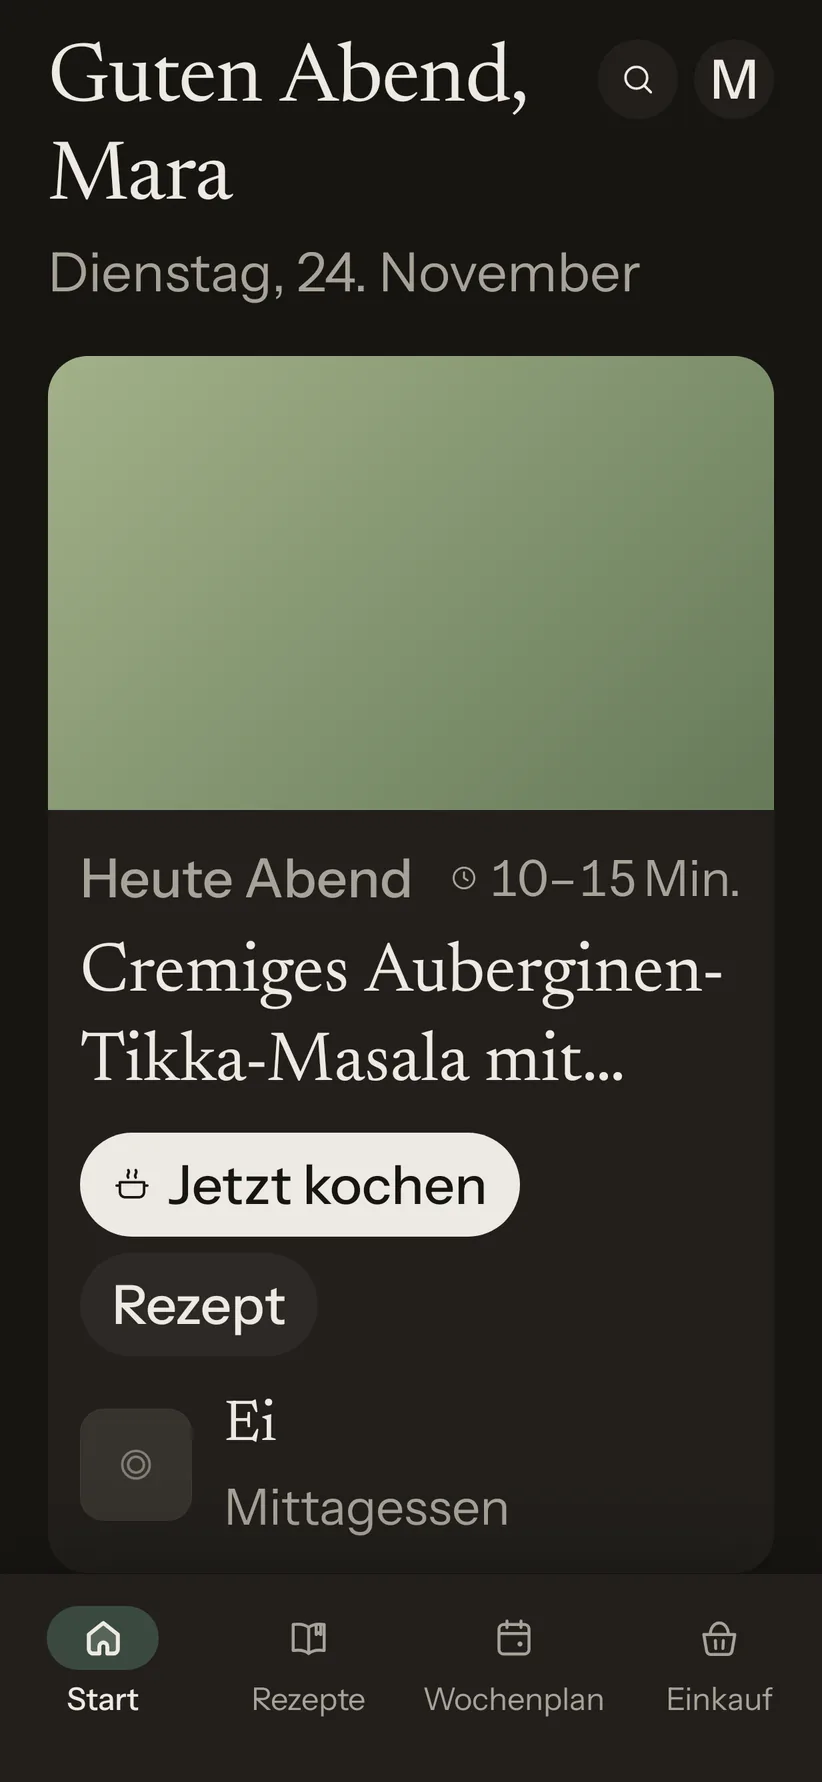 Guten Abend,
Mara
M
Dienstag, 24. November
Heute Abend
10–15 Min.
Cremiges Auberginen-
Tikka-Masala mit...
Jetzt kochen
Rezept
Ei
Mittagessen
Start
Rezepte
Wochenplan
Einkauf